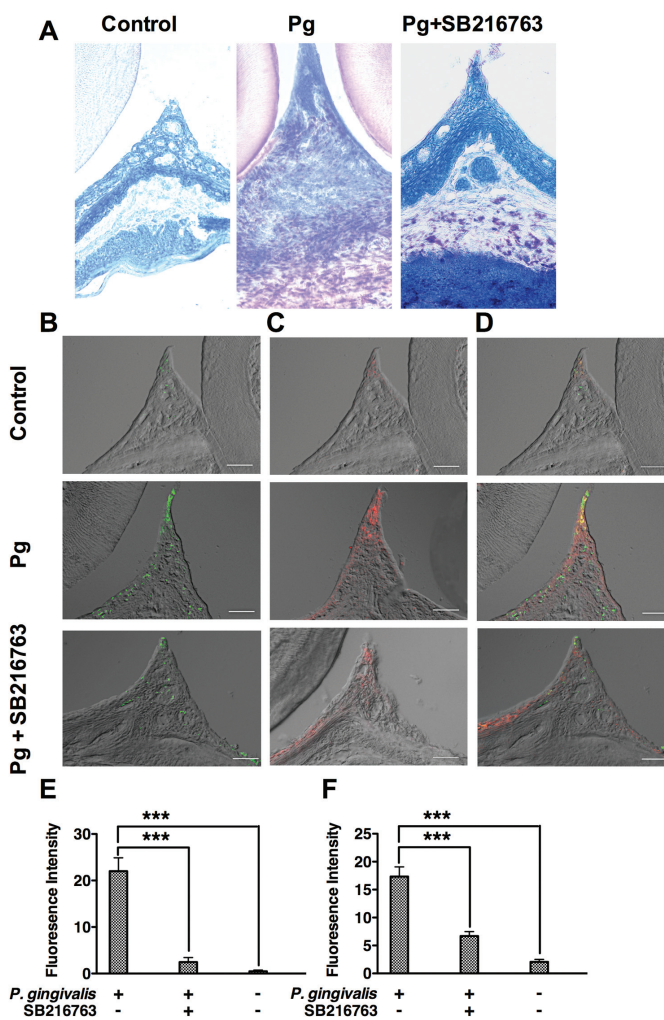 Control Pg Pg+SB216763
A
B C D
Control
Pg
Pg + SB216763
E F
***
***
Fluoresence Intensity
30
20
10
0
P. gingivalis + + -
SB216763 - + -
***
***
Fluoresence Intensity
25
20
15
10
5
0
P. gingivalis + + -
SB216763 - + -